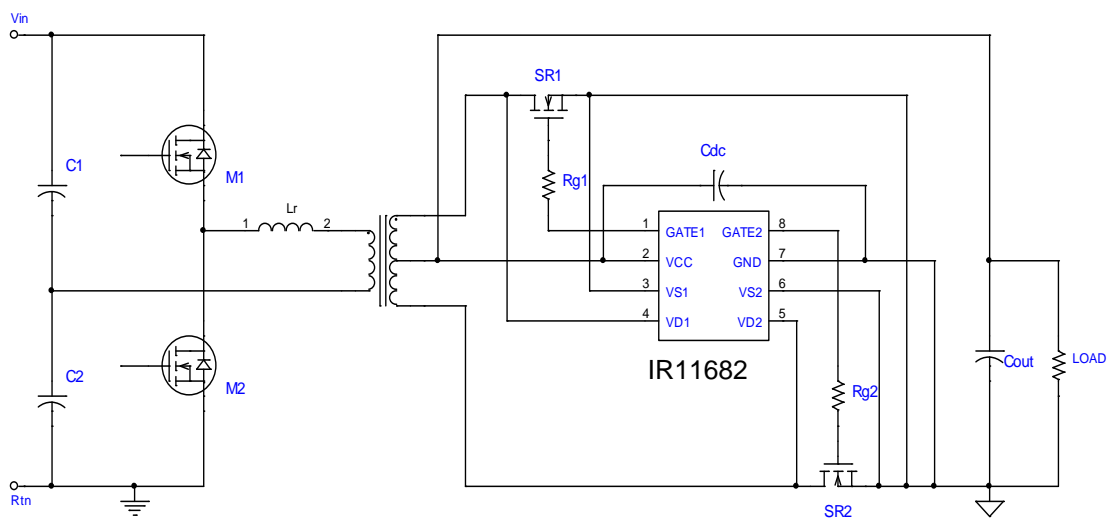 Vin
SR1
C1
M1
Cdc
Rg1
Lr
1
2
1
GATE1
GATE2
8
2
VCC
GND
7
3
VS1
VS2
6
4
VD1
VD2
5
IR11682
C2
M2
Rg2
Cout
LOAD
Rtn
SR2